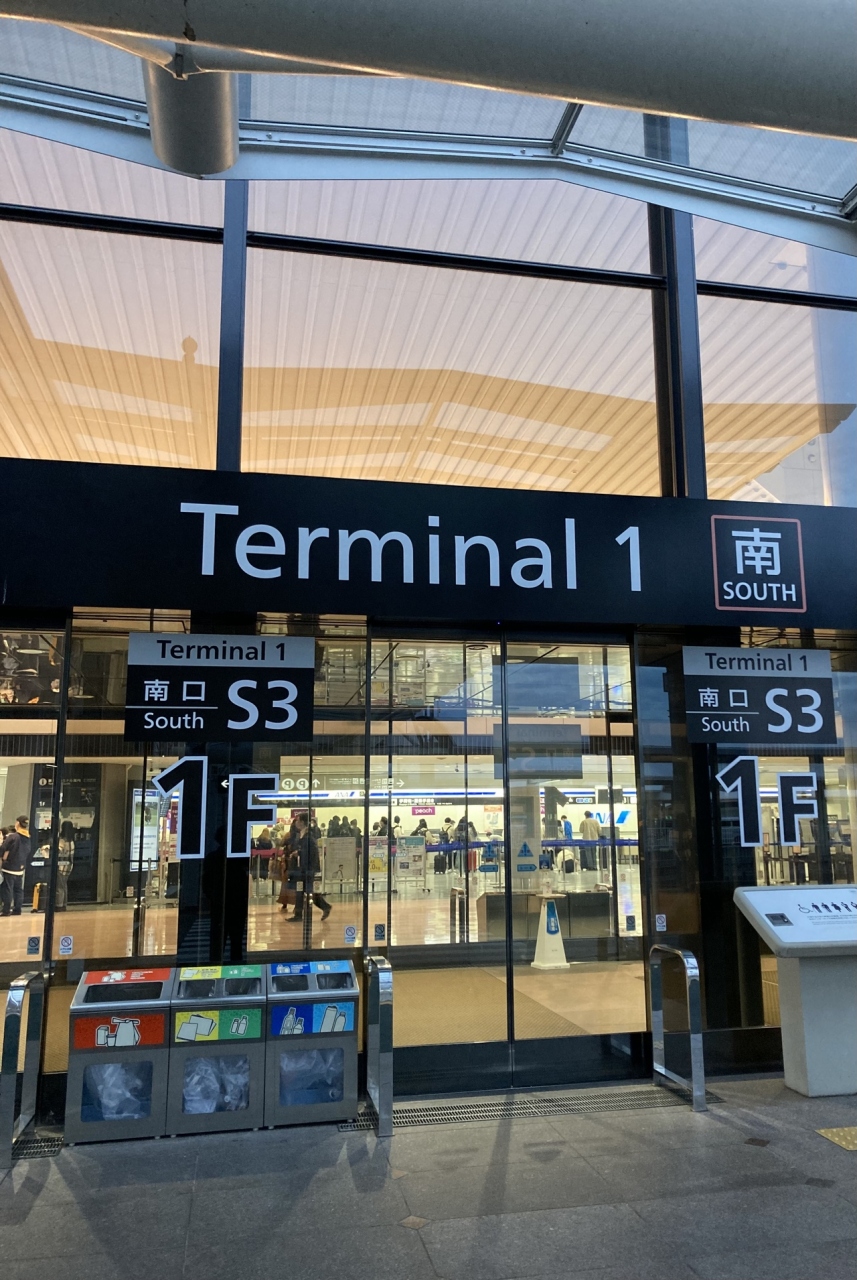 Terminal 1
南
SOUTH
Terminal 1
南口
South
S3
1F
Terminal 1
南口
South
S3
1F
peach
ANA